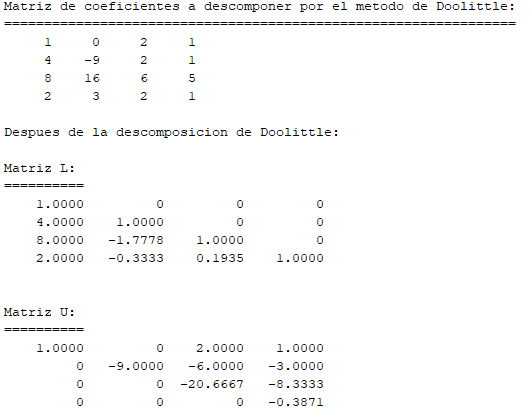 Matriz de coeficientes a descomponer por el metodo de Doolittle:
================================================================
1 0 2 1
4 -9 2 1
8 16 6 5
2 3 2 1
Despues de la descomposicion de Doolittle:
Matriz L:
==========
1.0000 0 0 0
4.0000 1.0000 0 0
8.0000 -1.7778 1.0000 0
2.0000 -0.3333 0.1935 1.0000
Matriz U:
==========
1.0000 0 2.0000 1.0000
0 -9.0000 -6.0000 -3.0000
0 0 -20.6667 -8.3333
0 0 0 -0.3871